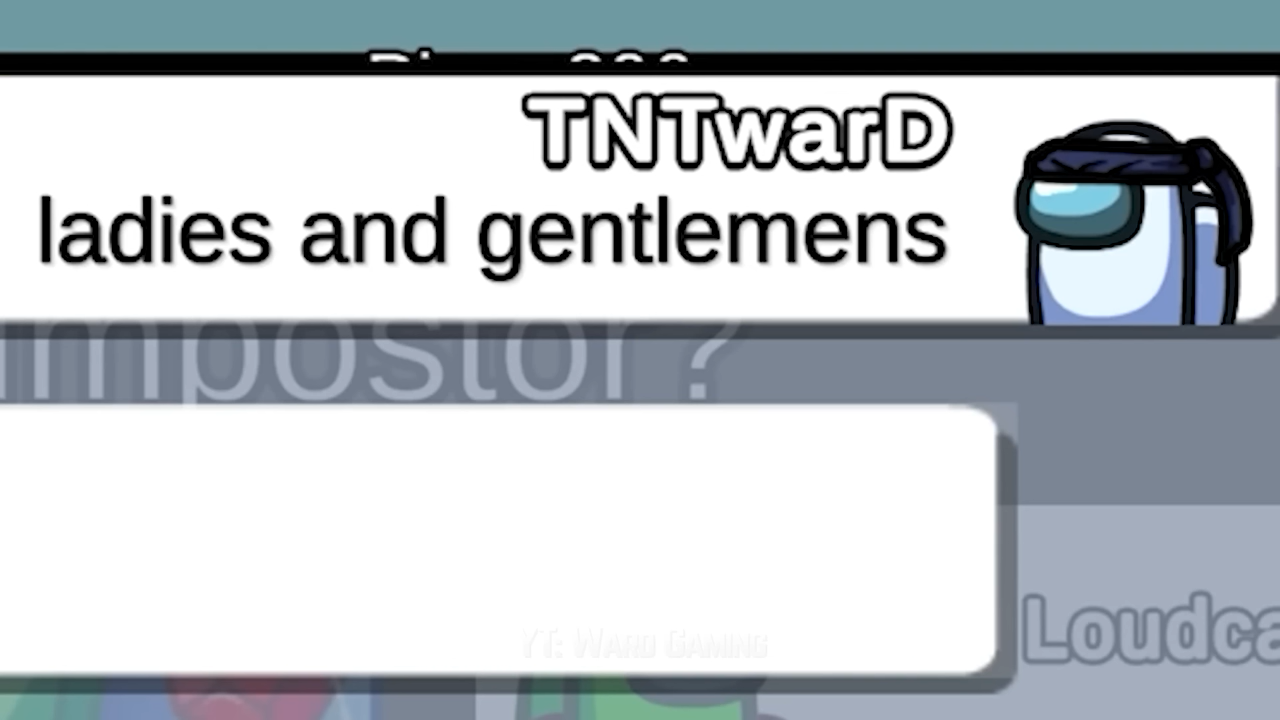 TNTwarD
ladies and gentlemens
impostor?
YT: Ward Gaming
Loudca